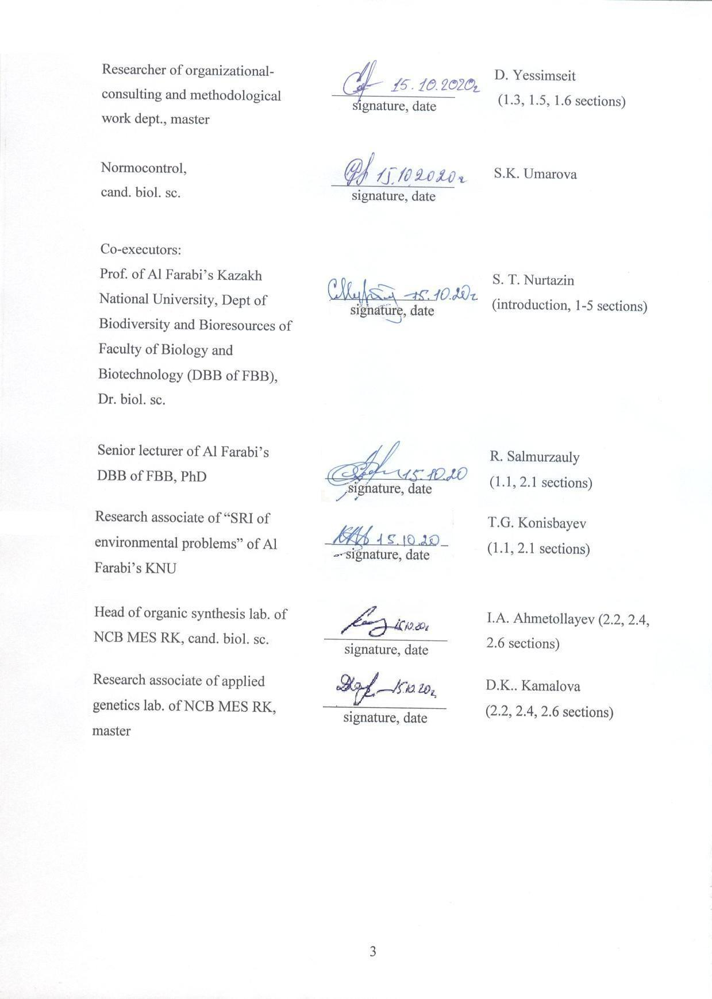 Researcher of organizational-
consulting and methodological
work dept., master
15.10.2020г
signature, date
D. Yessimseit
(1.3, 1.5, 1.6 sections)
Normocontrol,
cand. biol. sc.
15.10.2020г
signature, date
S.K. Umarova
Co-executors:
Prof. of Al Farabi’s Kazakh
National University, Dept of
Biodiversity and Bioresources of
Faculty of Biology and
Biotechnology (DBB of FBB),
Dr. biol. sc.
15.10.20г
signature, date
S. T. Nurtazin
(introduction, 1-5 sections)
Senior lecturer of Al Farabi’s
DBB of FBB, PhD
15.10.20
signature, date
R. Salmurzauly
(1.1, 2.1 sections)
Research associate of “SRI of
environmental problems” of Al
Farabi’s KNU
15.10.20
signature, date
T.G. Konisbayev
(1.1, 2.1 sections)
Head of organic synthesis lab. of
NCB MES RK, cand. biol. sc.
15.10.20г
signature, date
I.A. Ahmetollayev (2.2, 2.4,
2.6 sections)
Research associate of applied
genetics lab. of NCB MES RK,
master
15.10.20г
signature, date
D.K.. Kamalova
(2.2, 2.4, 2.6 sections)
3